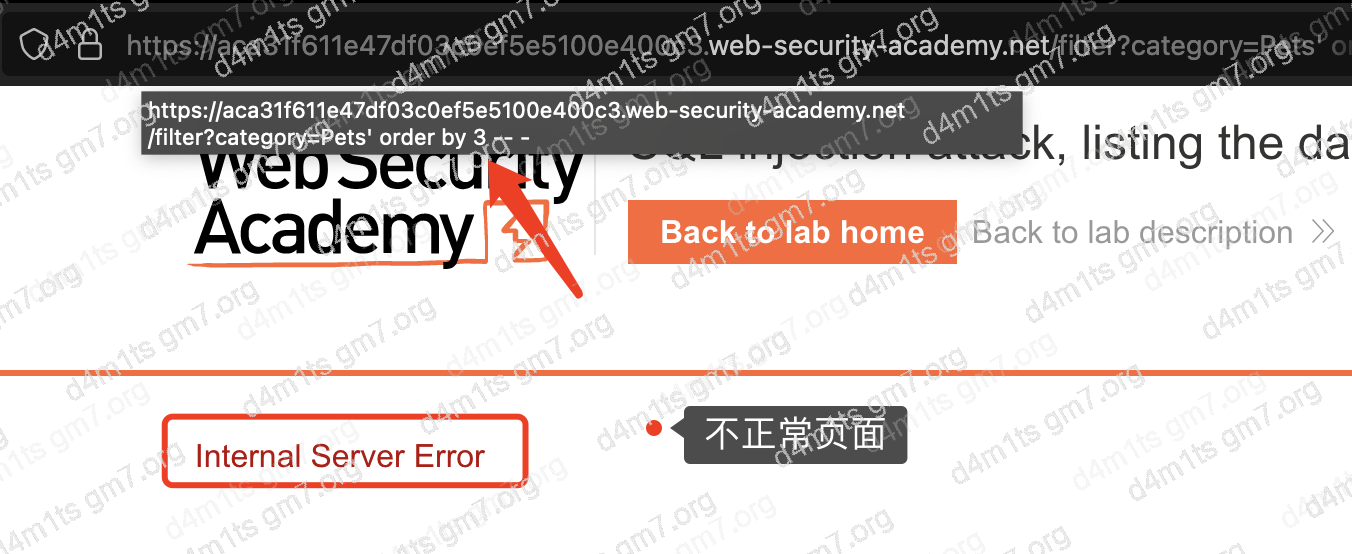 https://aca31f611e47df03c0ef5e5100e400c3.web-security-academy.net/filter?category=Pets' or
https://aca31f611e47df03c0ef5e5100e400c3.web-security-academy.net
/filter?category=Pets' order by 3 -- -
SQL injection attack, listing the da
Web Security
Academy
Back to lab home
Back to lab description
Internal Server Error
不正常页面
d4m1ts gm7.org